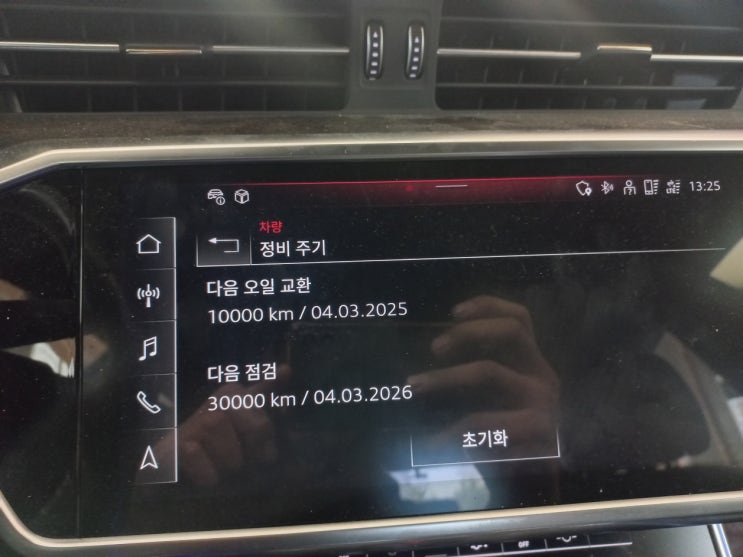 13:25
차량
정비 주기
다음 오일 교환
10000 km / 04.03.2025
다음 점검
30000 km / 04.03.2026
초기화
OFF